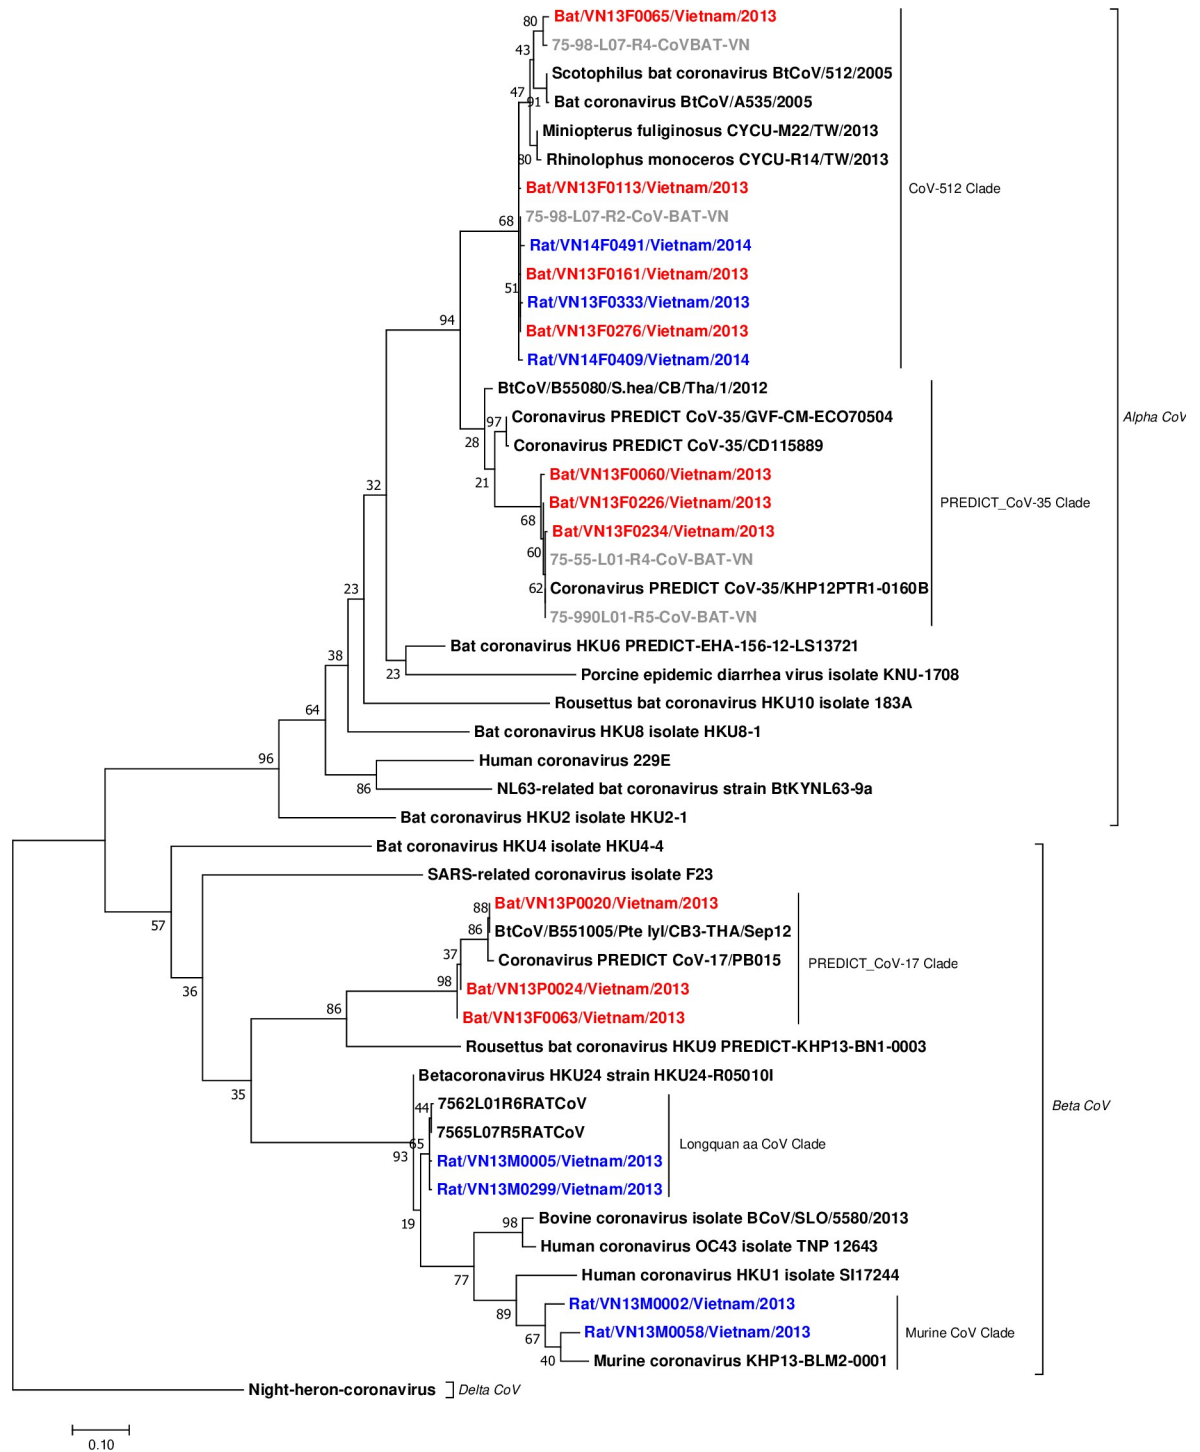 Bat/VN13F0065/Vietnam/2013
80
75-98-L07-R4-CoVBAT-VN
43
Scotophilus bat coronavirus BtCoV/512/2005
47
91
Bat coronavirus BtCoV/A535/2005
Miniopterus fuliginosus CYCU-M22/TW/2013
80
Rhinolophus monoceros CYCU-R14/TW/2013
Bat/VN13F0113/Vietnam/2013
CoV-512 Clade
75-98-L07-R2-CoV-BAT-VN
68
Rat/VN14F0491/Vietnam/2014
Bat/VN13F0161/Vietnam/2013
51
Rat/VN13F0333/Vietnam/2013
94
Bat/VN13F0276/Vietnam/2013
Rat/VN14F0409/Vietnam/2014
BtCoV/B55080/S.hea/CB/Tha/1/2012
Coronavirus PREDICT CoV-35/GVF-CM-ECO70504
Alpha CoV
97
28
Coronavirus PREDICT CoV-35/CD115889
Bat/VN13F0060/Vietnam/2013
21
32
Bat/VN13F0226/Vietnam/2013
PREDICT_CoV-35 Clade
68
Bat/VN13F0234/Vietnam/2013
60
75-55-L01-R4-CoV-BAT-VN
23
62
Coronavirus PREDICT CoV-35/KHP12PTR1-0160B
75-990L01-R5-CoV-BAT-VN
Bat coronavirus HKU6 PREDICT-EHA-156-12-LS13721
38
23
Porcine epidemic diarrhea virus isolate KNU-1708
Rousettus bat coronavirus HKU10 isolate 183A
64
Bat coronavirus HKU8 isolate HKU8-1
96
Human coronavirus 229E
86
NL63-related bat coronavirus strain BtKYNL63-9a
Bat coronavirus HKU2 isolate HKU2-1
Bat coronavirus HKU4 isolate HKU4-4
SARS-related coronavirus isolate F23
57
Bat/VN13P0020/Vietnam/2013
88
86
BtCoV/B551005/Pte lyl/CB3-THA/Sep12
37
Coronavirus PREDICT CoV-17/PB015
PREDICT_CoV-17 Clade
98
36
Bat/VN13P0024/Vietnam/2013
86
Bat/VN13F0063/Vietnam/2013
Rousettus bat coronavirus HKU9 PREDICT-KHP13-BN1-0003
Betacoronavirus HKU24 strain HKU24-R05010I
35
44
7562L01R6RATCoV
Beta CoV
7565L07R5RATCoV
65
Longquan aa CoV Clade
93
Rat/VN13M0005/Vietnam/2013
Rat/VN13M0299/Vietnam/2013
19
98
Bovine coronavirus isolate BCoV/SLO/5580/2013
Human coronavirus OC43 isolate TNP 12643
77
Human coronavirus HKU1 isolate SI17244
89
Rat/VN13M0002/Vietnam/2013
67
Rat/VN13M0058/Vietnam/2013
Murine CoV Clade
40
Murine coronavirus KHP13-BLM2-0001
Night-heron-coronavirus
Delta CoV
0.10